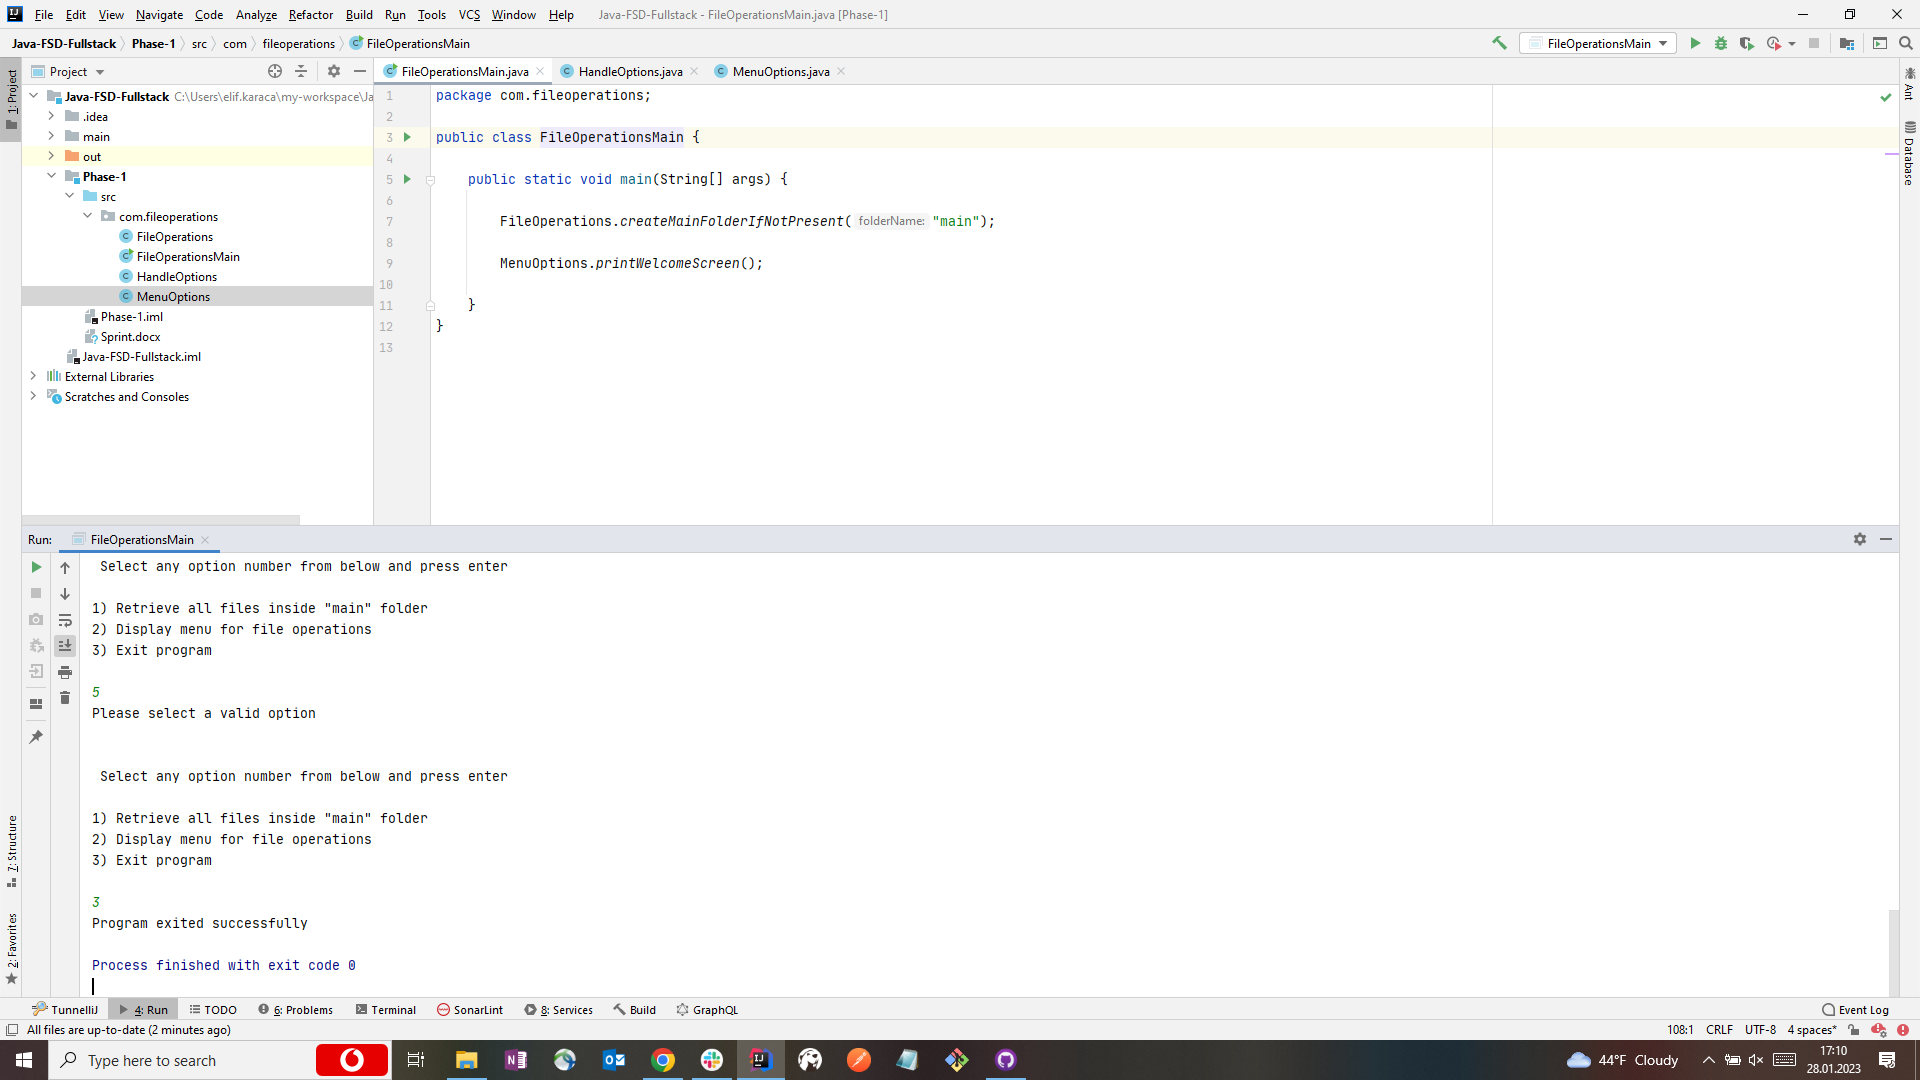 File Edit View Navigate Code Analyze Refactor Build Run Tools VCS Window Help Java-FSD-Fullstack - FileOperationsMain.java [Phase-1]
Java-FSD-Fullstack Phase-1 src com fileoperations FileOperationsMain FileOperationsMain
Project FileOperationsMain.java HandleOptions.java MenuOptions.java
1: Project
Java-FSD-Fullstack C:\Users\elif.karaca\my-workspace\Ja
.idea
main
out
Phase-1
src
com.fileoperations
FileOperations
FileOperationsMain
HandleOptions
MenuOptions
Phase-1.iml
Sprint.docx
Java-FSD-Fullstack.iml
External Libraries
Scratches and Consoles
1 package com.fileoperations;
2
3 public class FileOperationsMain {
4
5 public static void main(String[] args) {
6
7 FileOperations.createMainFolderIfNotPresent( folderName: "main");
8
9 MenuOptions.printWelcomeScreen();
10
11 }
12 }
13
Ant
Database
Run: FileOperationsMain
Select any option number from below and press enter
1) Retrieve all files inside "main" folder
2) Display menu for file operations
3) Exit program
5
Please select a valid option
Select any option number from below and press enter
1) Retrieve all files inside "main" folder
2) Display menu for file operations
3) Exit program
3
Program exited successfully
Process finished with exit code 0
7: Structure
2: Favorites
TunnelliJ 4: Run TODO 6: Problems Terminal SonarLint 8: Services Build GraphQL Event Log
All files are up-to-date (2 minutes ago) 108:1 CRLF UTF-8 4 spaces*
Type here to search 44°F Cloudy 17:10
28.01.2023